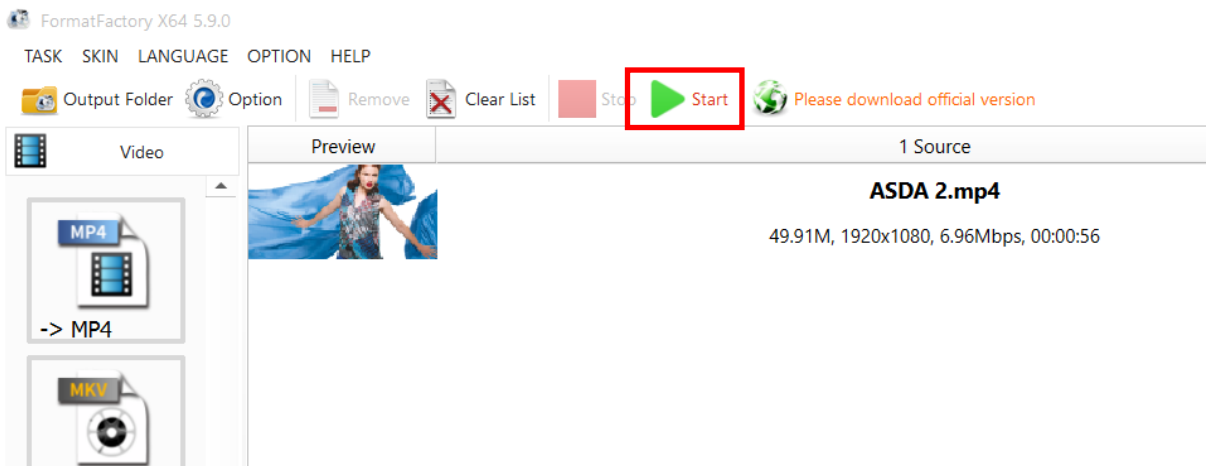 FormatFactory X64 5.9.0
TASK SKIN LANGUAGE OPTION HELP
Output Folder Option Remove Clear List Stop Start Please download official version
Video Preview 1 Source
ASDA 2.mp4
49.91M, 1920x1080, 6.96Mbps, 00:00:56
MP4
-> MP4
MKV